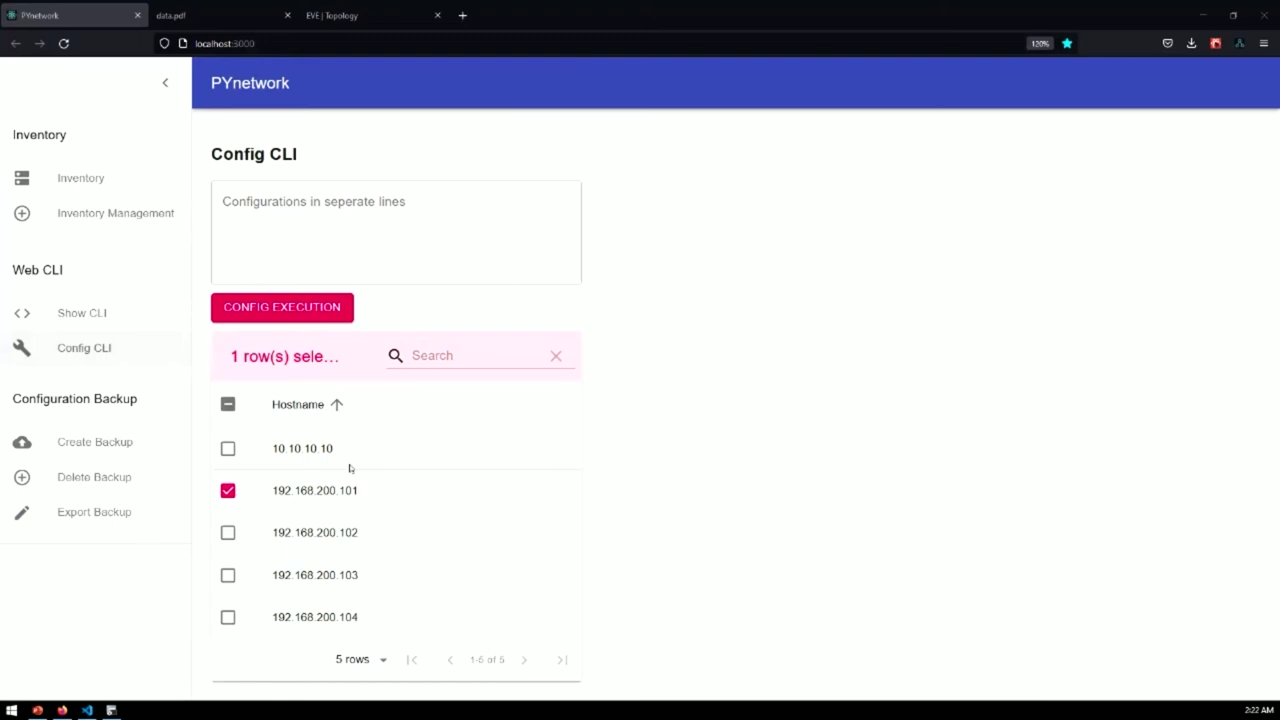 PYnetwork
data.pdf
EVE | Topology
localhost:3000
120%
PYnetwork
Inventory
Inventory
Inventory Management
Web CLI
Show CLI
Config CLI
Configuration Backup
Create Backup
Delete Backup
Export Backup
Config CLI
Configurations in seperate lines
CONFIG EXECUTION
1 row(s) sele...
Search
Hostname
10.10.10.10
192.168.200.101
192.168.200.102
192.168.200.103
192.168.200.104
5 rows
1-5 of 5
2:22 AM